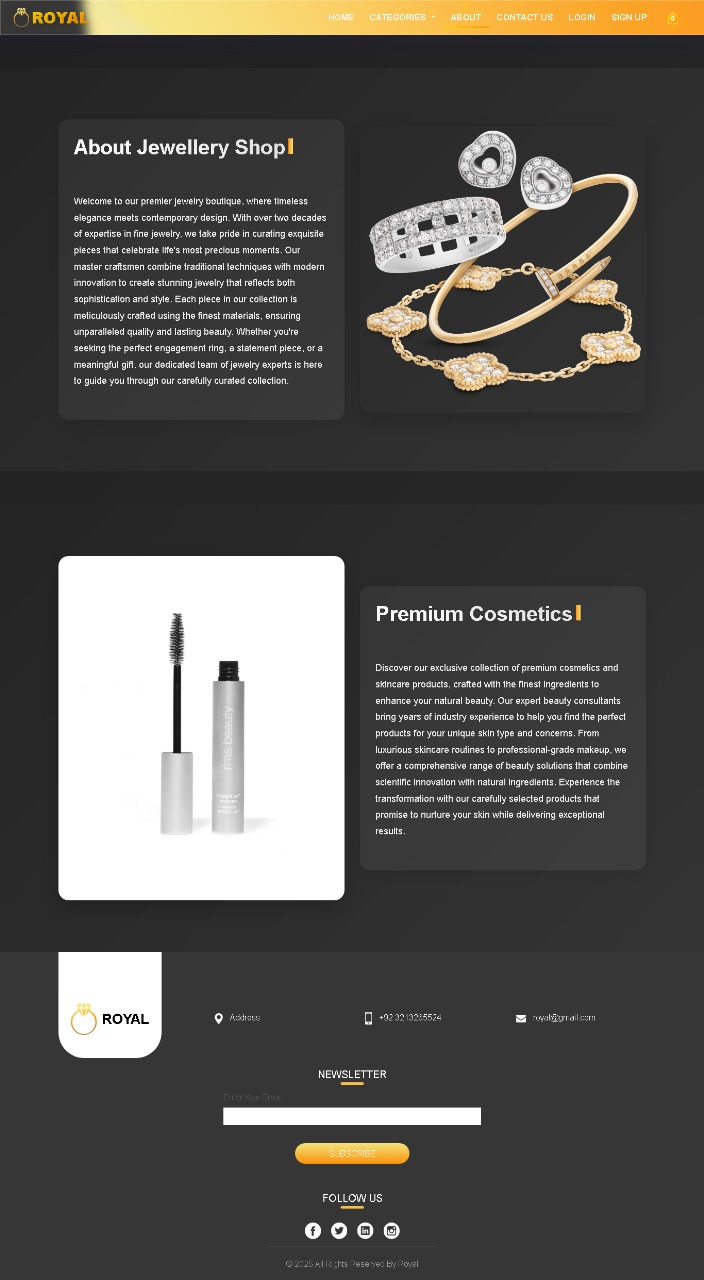 ROYAL
HOME CATEGORIES ABOUT CONTACT US LOGIN SIGN UP 0
About Jewellery Shop
Welcome to our premier jewelry boutique, where timeless
elegance meets contemporary design. With over two decades
of expertise in fine jewelry, we take pride in curating exquisite
pieces that celebrate life's most precious moments. Our
master craftsmen combine traditional techniques with modern
innovation to create stunning jewelry that reflects both
sophistication and style. Each piece in our collection is
meticulously crafted using the finest materials, ensuring
unparalleled quality and lasting beauty. Whether you're
seeking the perfect engagement ring, a statement piece, or a
meaningful gift, our dedicated team of jewelry experts is here
to guide you through our carefully curated collection.
rms beauty
Premium Cosmetics
Discover our exclusive collection of premium cosmetics and
skincare products, crafted with the finest ingredients to
enhance your natural beauty. Our expert beauty consultants
bring years of industry experience to help you find the perfect
products for your unique skin type and concerns. From
luxurious skincare routines to professional-grade makeup, we
offer a comprehensive range of beauty solutions that combine
scientific innovation with natural ingredients. Experience the
transformation with our carefully selected products that
promise to nurture your skin while delivering exceptional
results.
ROYAL
Address
+92 3213265524
royal@gmail.com
NEWSLETTER
Enter Your Email
SUBSCRIBE
FOLLOW US
© 2025 All Rights Reserved By Royal